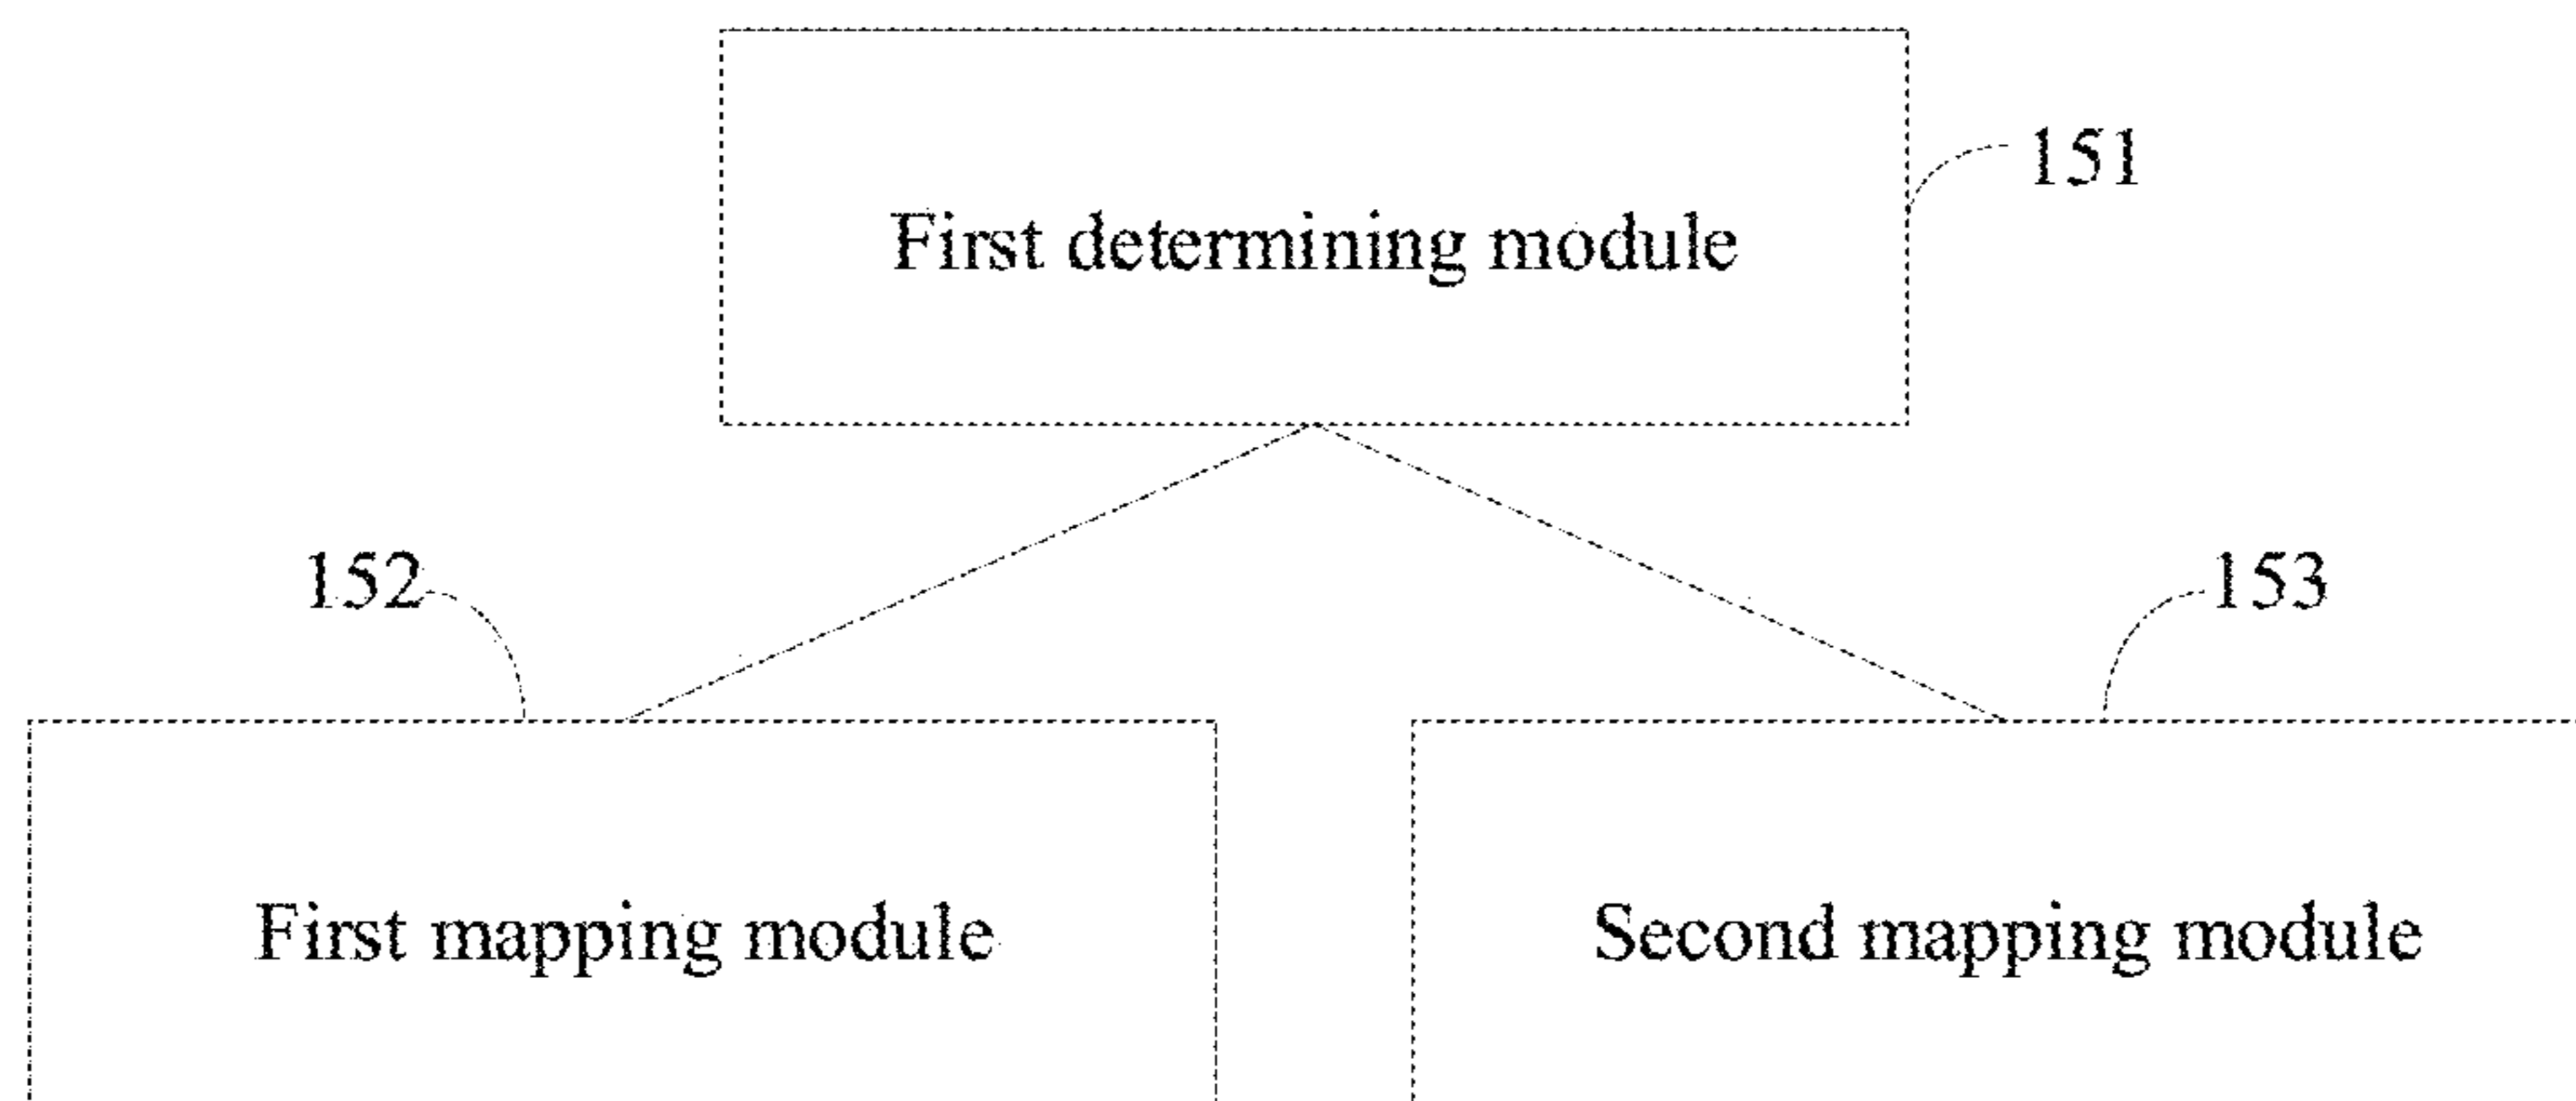 151
First determining module
152
153
First mapping module
Second mapping module